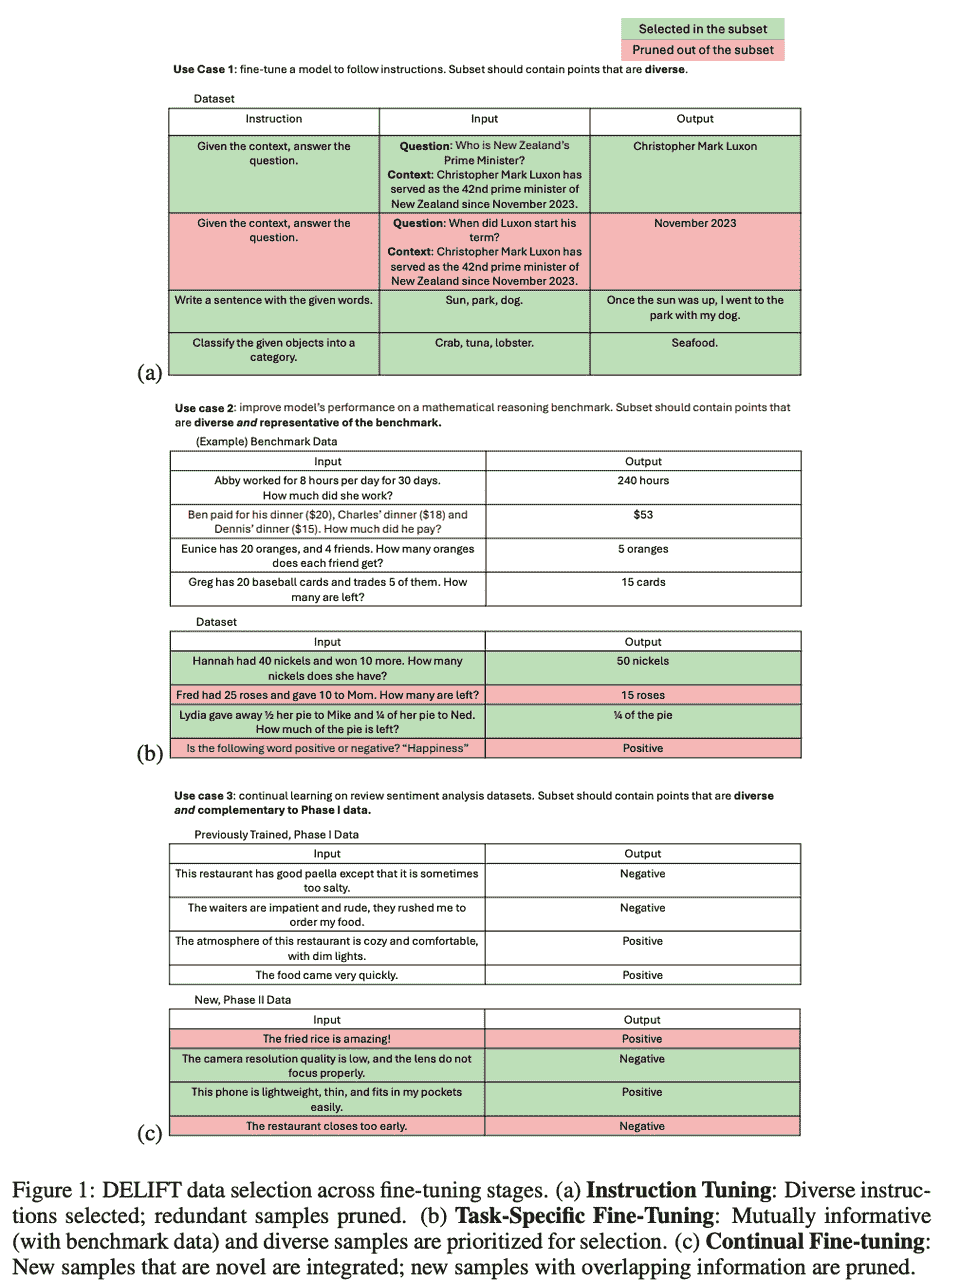 Selected in the subset
Pruned out of the subset
Use Case 1: fine-tune a model to follow instructions. Subset should contain points that are diverse.
Dataset
Instruction
Input
Output
Given the context, answer the
question.
Question: Who is New Zealand's
Prime Minister?
Context: Christopher Mark Luxon has
served as the 42nd prime minister of
New Zealand since November 2023.
Christopher Mark Luxon
Given the context, answer the
question.
Question: When did Luxon start his
term?
Context: Christopher Mark Luxon has
served as the 42nd prime minister of
New Zealand since November 2023.
November 2023
Write a sentence with the given words.
Sun, park, dog.
Once the sun was up, I went to the
park with my dog.
Classify the given objects into a
category.
Crab, tuna, lobster.
Seafood.
(a)
Use case 2: improve model's performance on a mathematical reasoning benchmark. Subset should contain points that
are diverse and representative of the benchmark.
(Example) Benchmark Data
Input
Output
Abby worked for 8 hours per day for 30 days.
How much did she work?
240 hours
Ben paid for his dinner ($20), Charles' dinner ($18) and
Dennis' dinner ($15). How much did he pay?
$53
Eunice has 20 oranges, and 4 friends. How many oranges
does each friend get?
5 oranges
Greg has 20 baseball cards and trades 5 of them. How
many are left?
15 cards
Dataset
Input
Output
Hannah had 40 nickels and won 10 more. How many
nickels does she have?
50 nickels
Fred had 25 roses and gave 10 to Mom. How many are left?
15 roses
Lydia gave away ½ her pie to Mike and ¼ of her pie to Ned.
How much of the pie is left?
¼ of the pie
Is the following word positive or negative? "Happiness"
Positive
(b)
Use case 3: continual learning on review sentiment analysis datasets. Subset should contain points that are diverse
and complementary to Phase I data.
Previously Trained, Phase I Data
Input
Output
This restaurant has good paella except that it is sometimes
too salty.
Negative
The waiters are impatient and rude, they rushed me to
order my food.
Negative
The atmosphere of this restaurant is cozy and comfortable,
with dim lights.
Positive
The food came very quickly.
Positive
New, Phase II Data
Input
Output
The fried rice is amazing!
Positive
The camera resolution quality is low, and the lens do not
focus properly.
Negative
This phone is lightweight, thin, and fits in my pockets
easily.
Positive
The restaurant closes too early.
Negative
(c)
Figure 1: DELIFT data selection across fine-tuning stages. (a) Instruction Tuning: Diverse instruc-
tions selected; redundant samples pruned. (b) Task-Specific Fine-Tuning: Mutually informative
(with benchmark data) and diverse samples are prioritized for selection. (c) Continual Fine-tuning:
New samples that are novel are integrated; new samples with overlapping information are pruned.